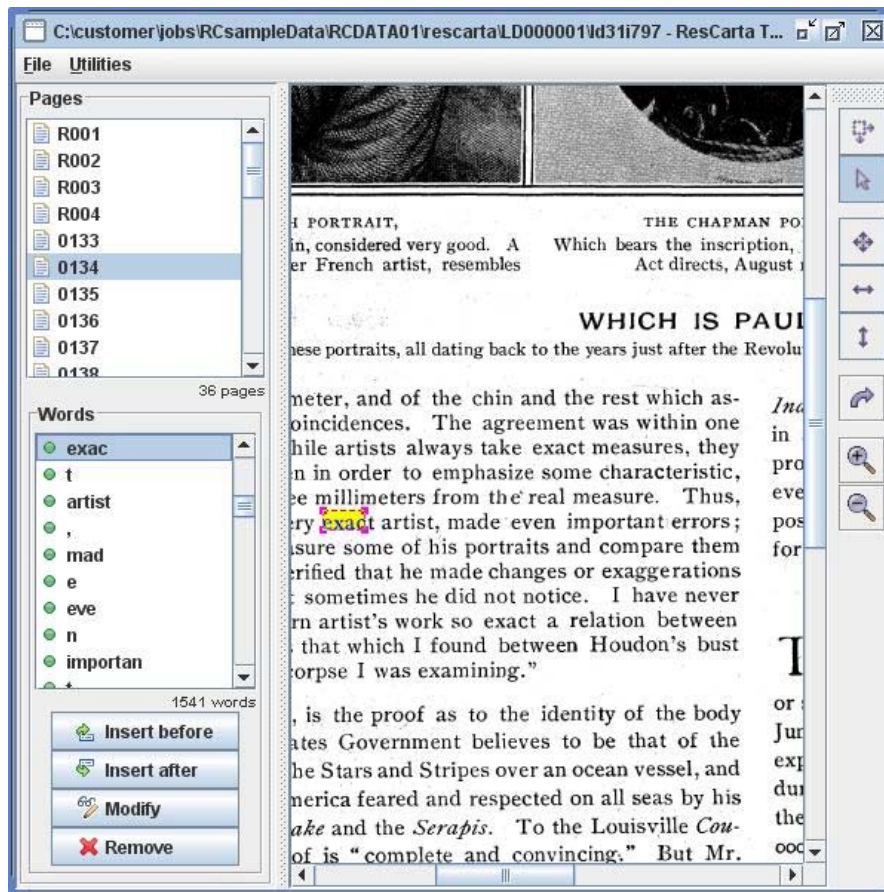 C:\customer\jobs\RCsampleData\RCDATA01\rescarta\LD000001\ld31i797 - ResCarta T...
File Utilities
Pages
R001
R002
R003
R004
0133
0134
0135
0136
0137
0138
36 pages
Words
exac
t
artist
,
mad
e
eve
n
importan
t
1541 words
Insert before
Insert after
Modify
Remove
H PORTRAIT,
in, considered very good. A
er French artist, resembles
THE CHAPMAN PO
Which bears the inscription,
Act directs, August
WHICH IS PAUL
hese portraits, all dating back to the years just after the Revolu
meter, and of the chin and the rest which as-
oincidences. The agreement was within one
hile artists always take exact measures, they
n in order to emphasize some characteristic,
ee millimeters from the real measure. Thus,
ery exact artist, made even important errors;
asure some of his portraits and compare them
erified that he made changes or exaggerations
t sometimes he did not notice. I have never
rn artist's work so exact a relation between
that which I found between Houdon's bust
corpse I was examining."
, is the proof as to the identity of the body
ates Government believes to be that of the
he Stars and Stripes over an ocean vessel, and
merica feared and respected on all seas by his
ake and the Serapis. To the Louisville Cou-
of is "complete and convincing." But Mr.
Ind
in
pro
eve
pos
for
T
or
Jun
exp
dur
the